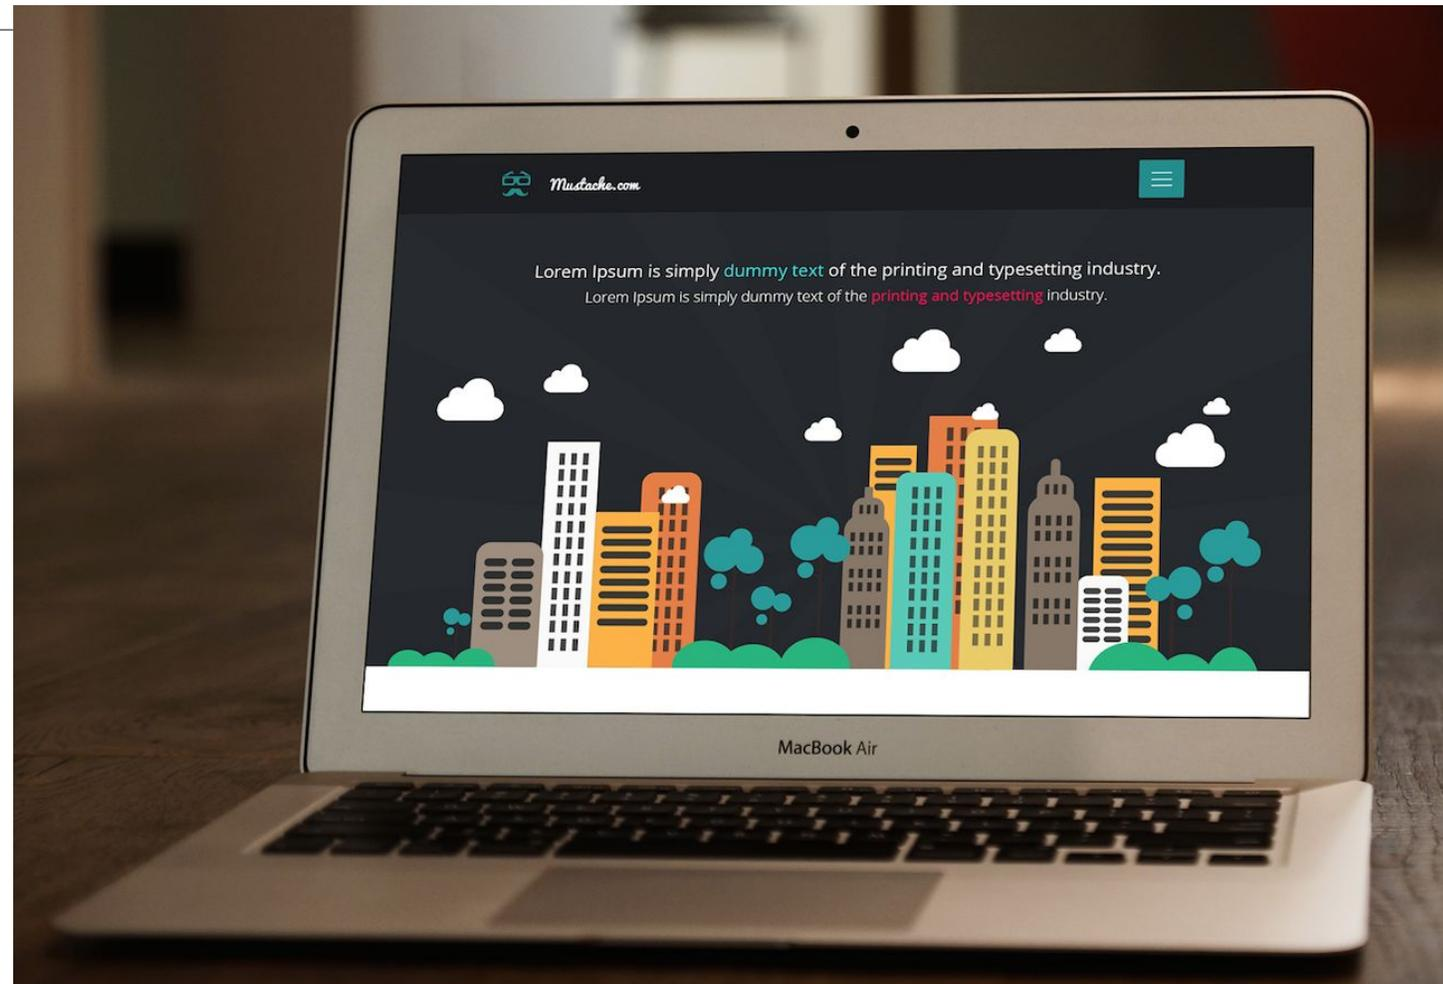 Mustache.com
Lorem Ipsum is simply dummy text of the printing and typesetting industry.
Lorem Ipsum is simply dummy text of the printing and typesetting industry.
MacBook Air